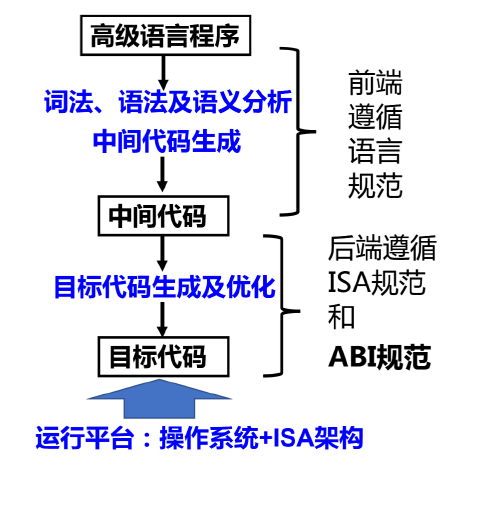 高级语言程序
词法、语法及语义分析
中间代码生成
中间代码
目标代码生成及优化
目标代码
运行平台：操作系统+ISA架构
前端
遵循
语言
规范
后端遵循
ISA规范
和
ABI规范